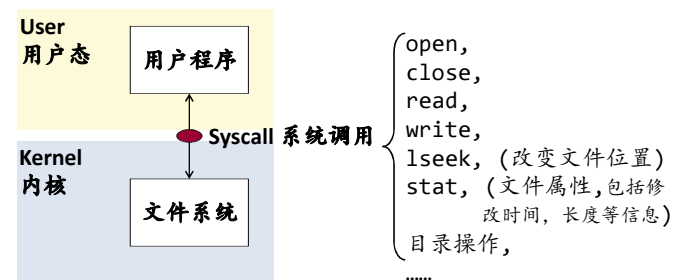 User
用户态
用户程序
Syscall 系统调用
Kernel
内核
文件系统
open,
close,
read,
write,
lseek, (改变文件位置)
stat, (文件属性,包括修
改时间, 长度等信息)
目录操作,
……